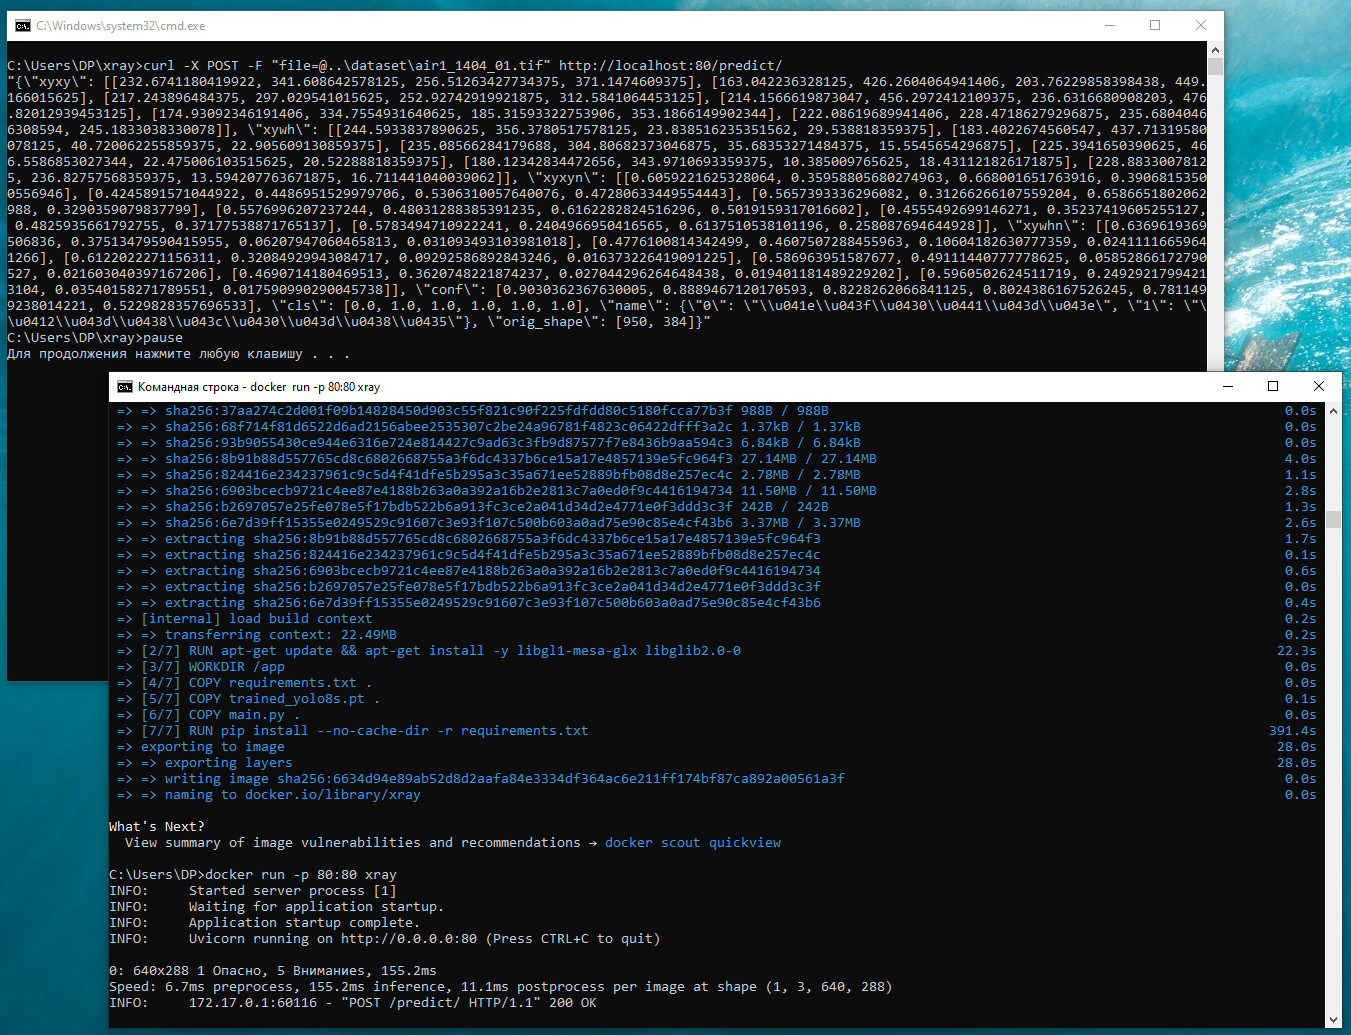 C:\Windows\system32\cmd.exe
C:\Users\DP\xray>curl -X POST -F "file=@..\dataset\air1_1404_01.tif" http://localhost:80/predict/
"{\"xyxy\": [[232.6741180419922, 341.608642578125, 256.51263427734375, 371.1474609375], [163.042236328125, 426.2604064941406, 203.76229858398438, 449.
166015625], [217.243896484375, 297.029541015625, 252.92742919921875, 312.5841064453125], [214.1566619873047, 456.2972412109375, 236.6316680908203, 476
.82012939453125], [174.93092346191406, 334.7554931640625, 185.31593322753906, 353.1866149902344], [222.08619689941406, 228.47186279296875, 235.6804046
6308594, 245.1833038330078]], \"xywh\": [[244.5933837890625, 356.3780517578125, 23.838516235351562, 29.538818359375], [183.4022674560547, 437.71319580
078125, 40.720062255859375, 22.905609130859375], [235.08566284179688, 304.80682373046875, 35.68353271484375, 15.5545654296875], [225.3941650390625, 46
6.5586853027344, 22.475006103515625, 20.52288818359375], [180.12342834472656, 343.9710693359375, 10.385009765625, 18.431121826171875], [228.8833007812
5, 236.82757568359375, 13.594207763671875, 16.711441040039062]], \"xyxyn\": [[0.6059221625328064, 0.35958805680274963, 0.668001651763916, 0.3906815350
0556946], [0.4245891571044922, 0.4486951529979706, 0.5306310057640076, 0.47280633449554443], [0.5657393336296082, 0.31266266107559204, 0.6586651802062
988, 0.3290359079837799], [0.5576996207237244, 0.48031288385391235, 0.6162282824516296, 0.5019159317016602], [0.4555492699146271, 0.35237419605255127,
0.4825935661792755, 0.37177538871765137], [0.5783494710922241, 0.2404966950416565, 0.6137510538101196, 0.258087694644928]], \"xywhn\": [[0.6369619369
506836, 0.37513479590415955, 0.06207947060465813, 0.031093493103981018], [0.4776100814342499, 0.4607507288455963, 0.10604182630777359, 0.0241111665964
1266], [0.6122022271156311, 0.32084929943084717, 0.09292586892843246, 0.016373226419091225], [0.586963951587677, 0.49111440777778625, 0.05852866172790
527, 0.021603040397167206], [0.4690714180469513, 0.3620748221874237, 0.027044296264648438, 0.019401181489229202], [0.5960502624511719, 0.2492921799421
3104, 0.03540158271789551, 0.017590990290045738]], \"conf\": [0.9030362367630005, 0.8889467120170593, 0.8228262066841125, 0.8024386167526245, 0.781149
9238014221, 0.5229828357696533], \"cls\": [0.0, 1.0, 1.0, 1.0, 1.0, 1.0], \"name\": {\"0\": \"\\u041e\\u043f\\u0430\\u0441\\u043d\\u043e\", \"1\": \"\
\u0412\\u043d\\u0438\\u043c\\u0430\\u043d\\u0438\\u0435\"}, \"orig_shape\": [950, 384]}"
C:\Users\DP\xray>pause
Для продолжения нажмите любую клавишу . . .
Командная строка - docker  run -p 80:80 xray
=> => sha256:37aa274c2d001f09b14828450d903c55f821c90f225fdfdd80c5180fcca77b3f 988B / 988B 0.0s
=> => sha256:68f714f81d6522d6ad2156abee2535307c2be24a96781f4823c06422dfff3a2c 1.37kB / 1.37kB 0.0s
=> => sha256:93b9055430ce944e6316e724e814427c9ad63c3fb9d87577f7e8436b9aa594c3 6.84kB / 6.84kB 0.0s
=> => sha256:8b91b88d557765cd8c6802668755a3f6dc4337b6ce15a17e4857139e5fc964f3 27.14MB / 27.14MB 4.0s
=> => sha256:824416e234237961c9c5d4f41dfe5b295a3c35a671ee52889bfb08d8e257ec4c 2.78MB / 2.78MB 1.1s
=> => sha256:6903bcecb9721c4ee87e4188b263a0a392a16b2e2813c7a0ed0f9c4416194734 11.50MB / 11.50MB 2.8s
=> => sha256:b2697057e25fe078e5f17bdb522b6a913fc3ce2a041d34d2e4771e0f3ddd3c3f 242B / 242B 1.3s
=> => sha256:6e7d39ff15355e0249529c91607c3e93f107c500b603a0ad75e90c85e4cf43b6 3.37MB / 3.37MB 2.6s
=> => extracting sha256:8b91b88d557765cd8c6802668755a3f6dc4337b6ce15a17e4857139e5fc964f3 1.7s
=> => extracting sha256:824416e234237961c9c5d4f41dfe5b295a3c35a671ee52889bfb08d8e257ec4c 0.1s
=> => extracting sha256:6903bcecb9721c4ee87e4188b263a0a392a16b2e2813c7a0ed0f9c4416194734 0.6s
=> => extracting sha256:b2697057e25fe078e5f17bdb522b6a913fc3ce2a041d34d2e4771e0f3ddd3c3f 0.0s
=> => extracting sha256:6e7d39ff15355e0249529c91607c3e93f107c500b603a0ad75e90c85e4cf43b6 0.4s
=> [internal] load build context 0.2s
=> => transferring context: 22.49MB 0.2s
=> [2/7] RUN apt-get update && apt-get install -y libgl1-mesa-glx libglib2.0-0 22.3s
=> [3/7] WORKDIR /app 0.0s
=> [4/7] COPY requirements.txt . 0.0s
=> [5/7] COPY trained_yolo8s.pt . 0.1s
=> [6/7] COPY main.py . 0.0s
=> [7/7] RUN pip install --no-cache-dir -r requirements.txt 391.4s
=> exporting to image 28.0s
=> => exporting layers 28.0s
=> => writing image sha256:6634d94e89ab52d8d2aafa84e3334df364ac6e211ff174bf87ca892a00561a3f 0.0s
=> => naming to docker.io/library/xray 0.0s
What's Next?
View summary of image vulnerabilities and recommendations → docker scout quickview
C:\Users\DP>docker run -p 80:80 xray
INFO:     Started server process [1]
INFO:     Waiting for application startup.
INFO:     Application startup complete.
INFO:     Uvicorn running on http://0.0.0.0:80 (Press CTRL+C to quit)
0: 640x288 1 Опасно, 5 Вниманиеs, 155.2ms
Speed: 6.7ms preprocess, 155.2ms inference, 11.1ms postprocess per image at shape (1, 3, 640, 288)
INFO:     172.17.0.1:60116 - "POST /predict/ HTTP/1.1" 200 OK